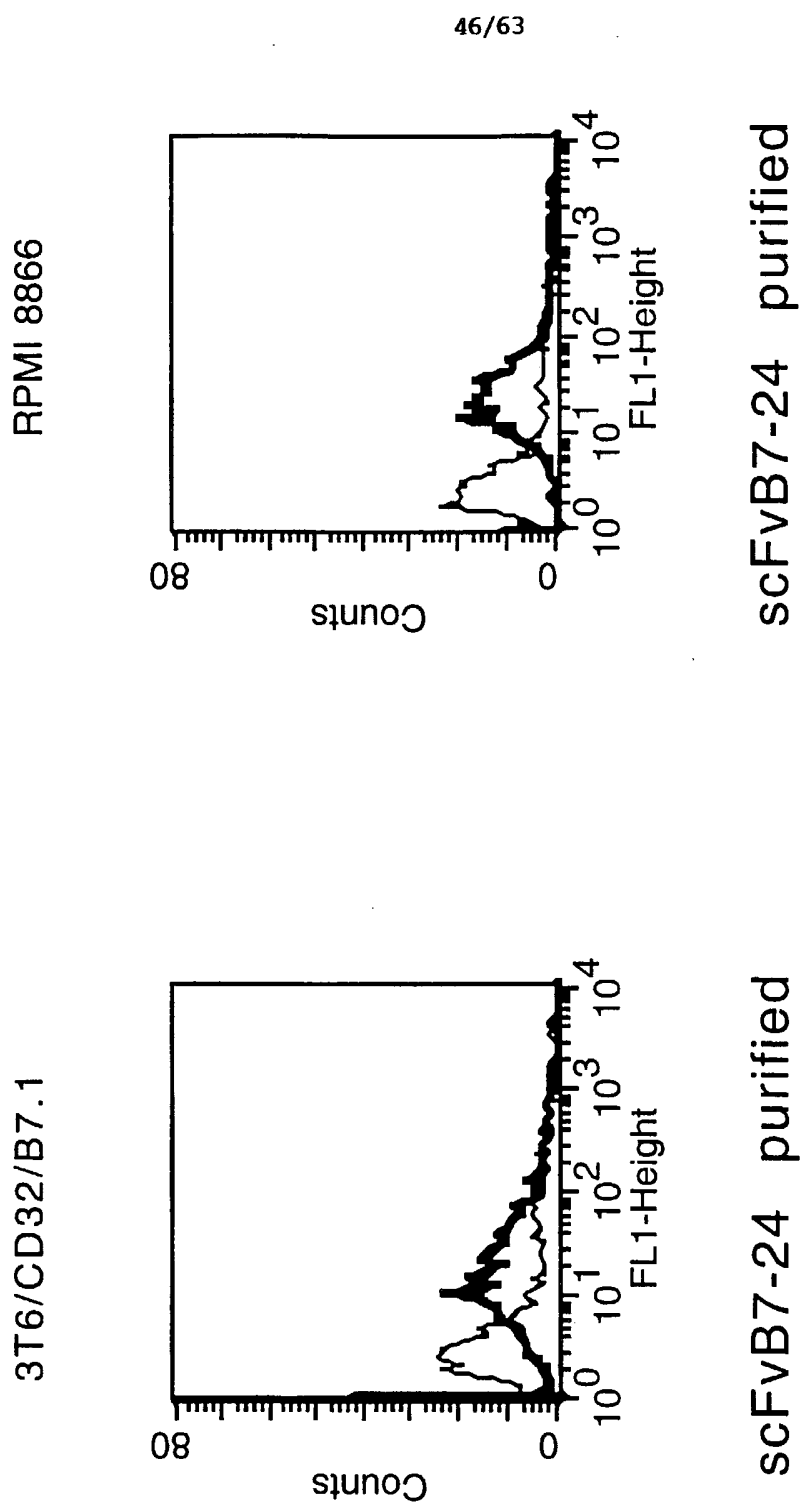 46/63
3T6/CD32/B7.1
RPMI 8866
80
Counts
0
10^0 10^1 10^2 10^3 10^4
FL1-Height
scFvB7-24 purified
80
Counts
0
10^0 10^1 10^2 10^3 10^4
FL1-Height
scFvB7-24 purified